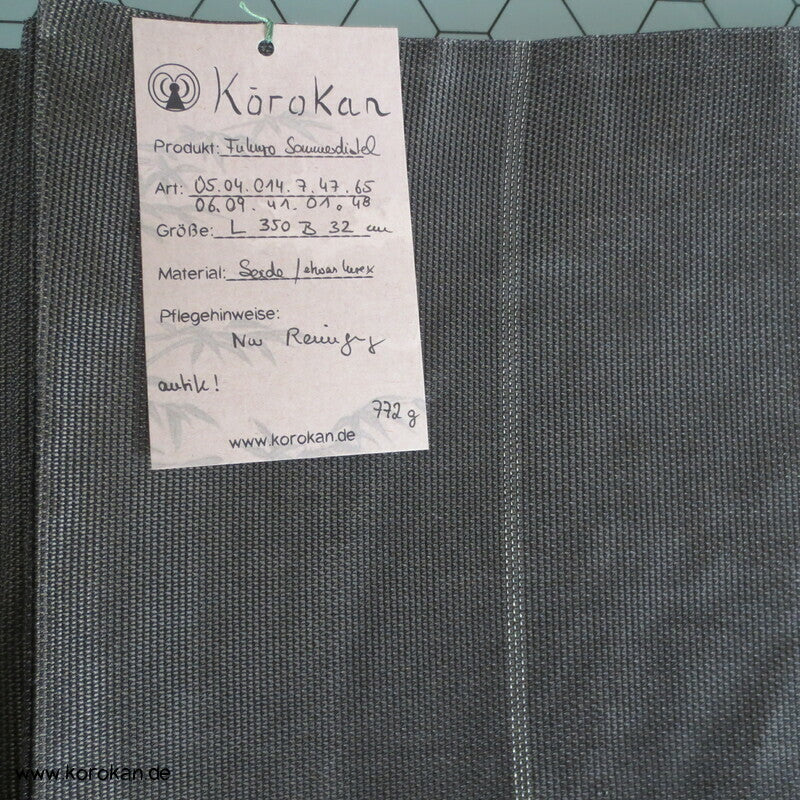 Kōrokan
Produkt: Fukuro Sommerdistel
Art: 05.04.014.7.47.65
06.09.41.01.48
Größe: L 350 B 32 cm
Material: Seide / etwas Lurex
Pflegehinweise:
Nur Reinigung
antik!
772 g
www.korokan.de
www.korokan.de